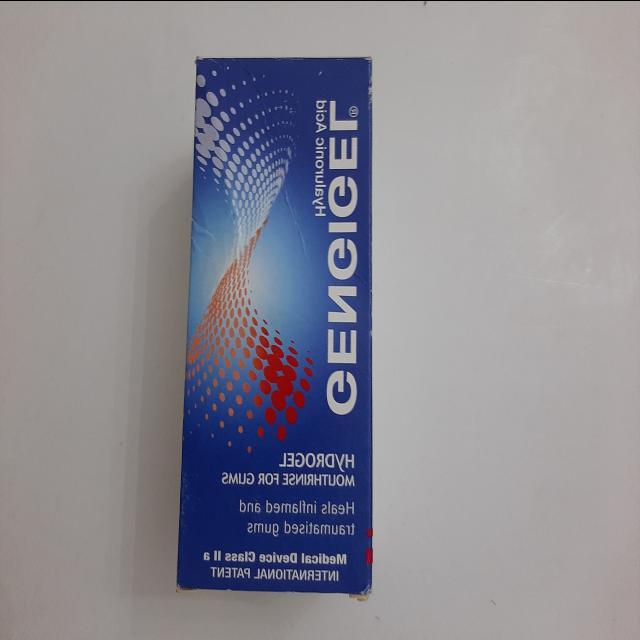 GENGIGEL®
Hyaluronic Acid
HYDROGEL
MOUTHRINSE FOR GUMS
Heals inflamed and
traumatised gums
Medical Device Class II a
INTERNATIONAL PATENT